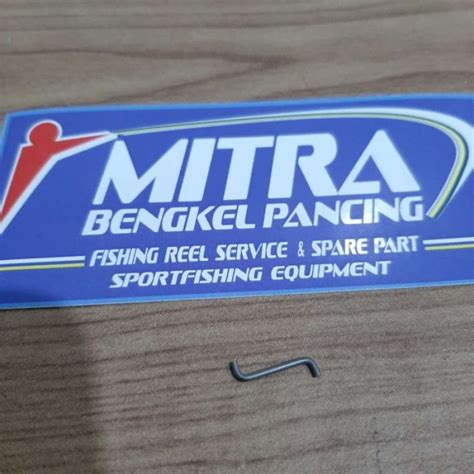 MITRA
BENGKEL PANCING
FISHING REEL SERVICE & SPARE PART
SPORTFISHING EQUIPMENT